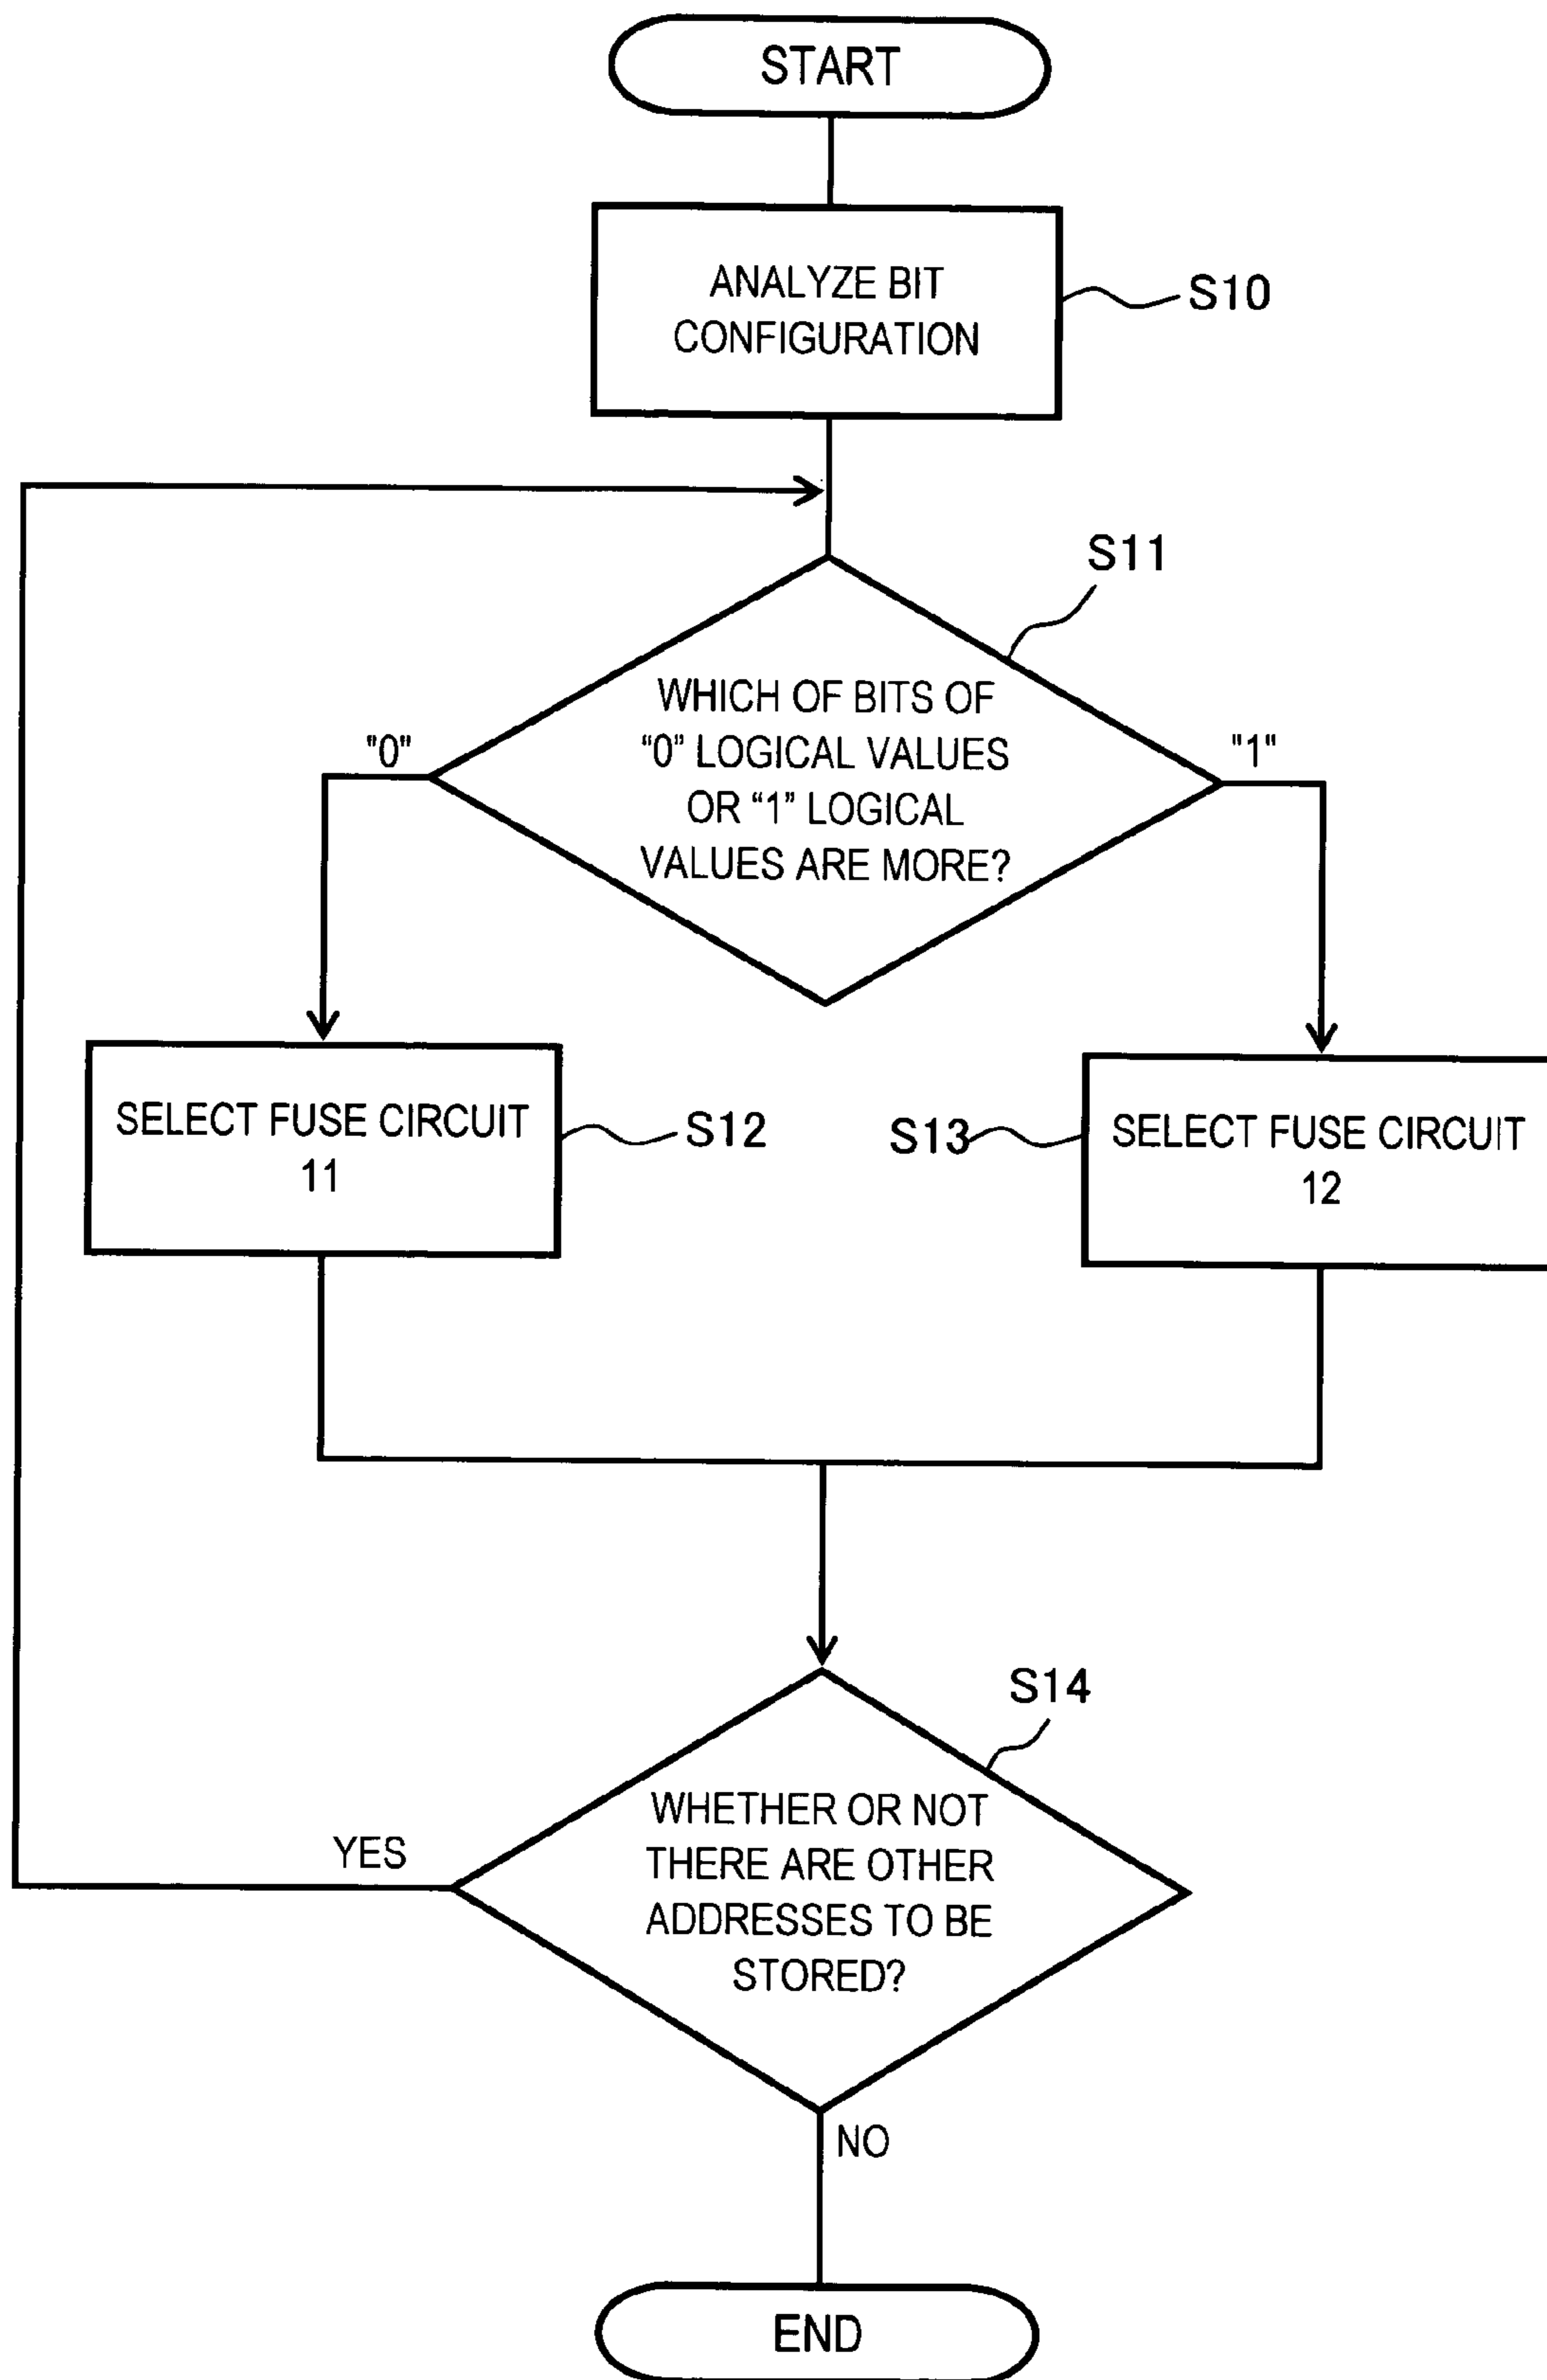 START
ANALYZE BIT
CONFIGURATION
S10
S11
WHICH OF BITS OF
“0” LOGICAL VALUES
OR “1” LOGICAL
VALUES ARE MORE?
"0"
"1"
SELECT FUSE CIRCUIT
11
S12
S13
SELECT FUSE CIRCUIT
12
S14
WHETHER OR NOT
THERE ARE OTHER
ADDRESSES TO BE
STORED?
YES
NO
END